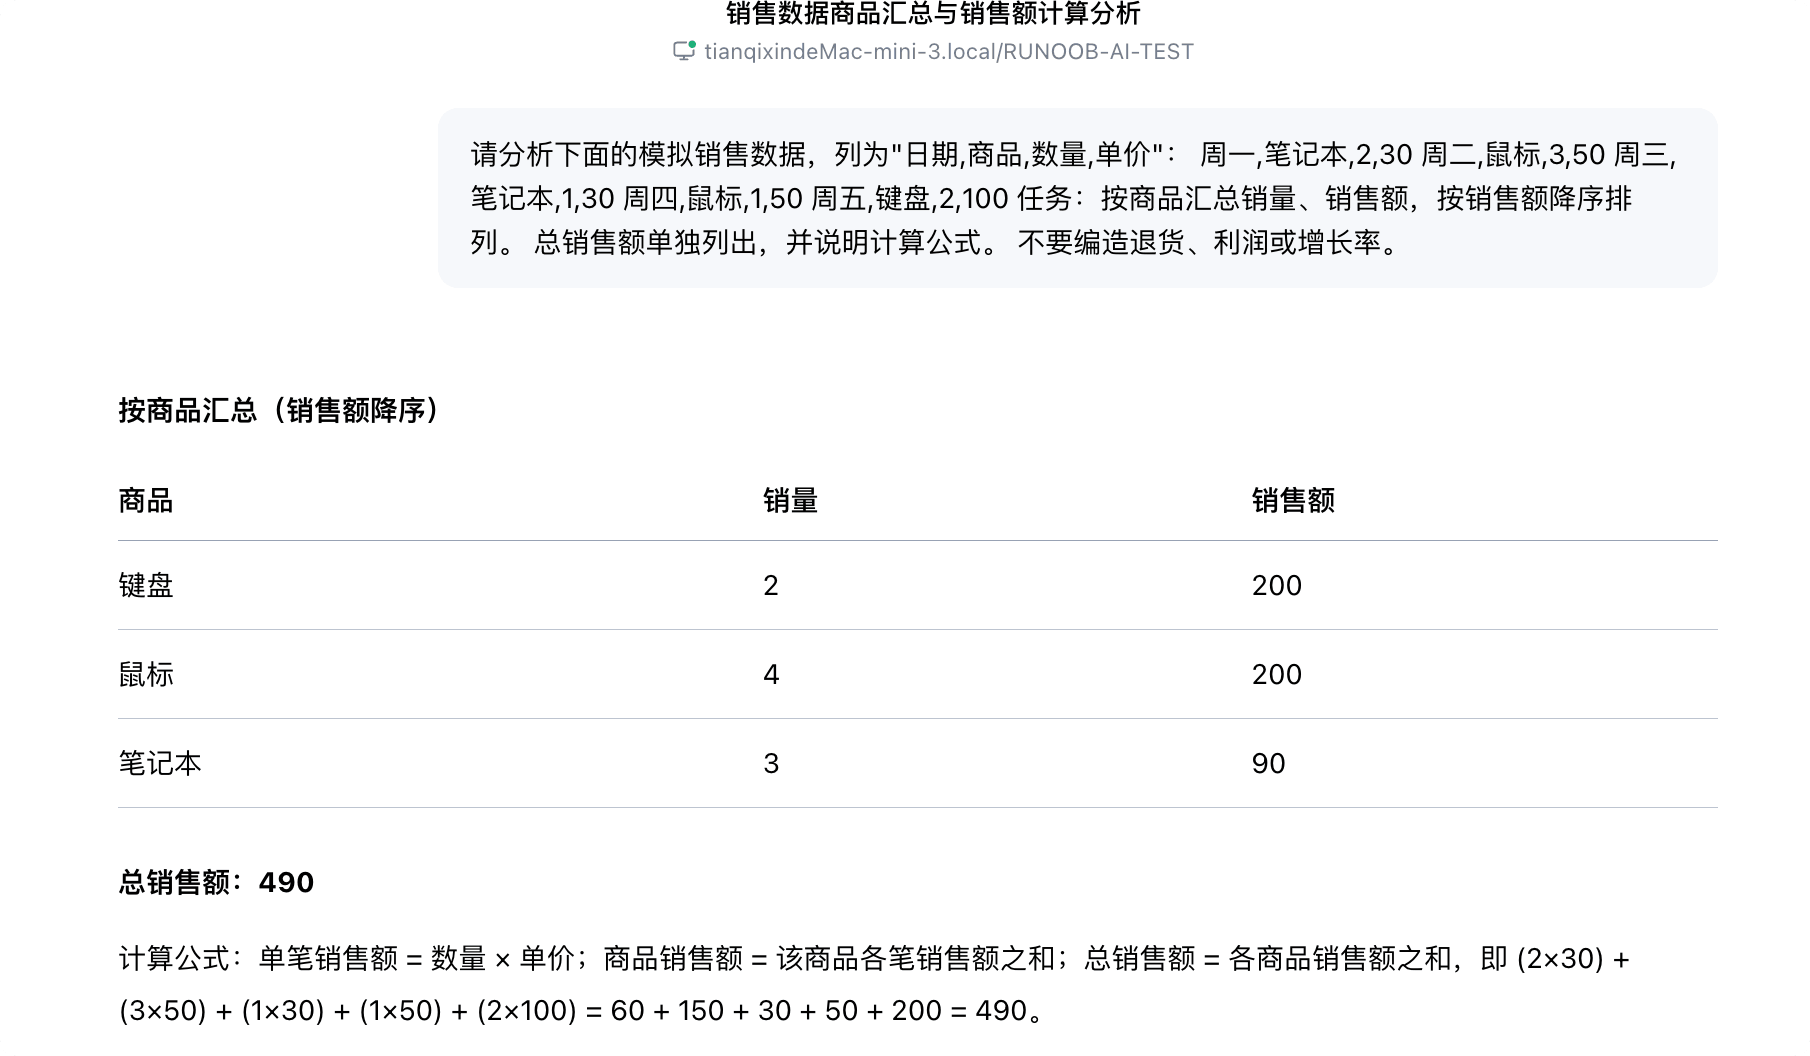 销售数据商品汇总与销售额计算分析
tianqixindeMac-mini-3.local/RUNOOB-AI-TEST
请分析下面的模拟销售数据，列为"日期,商品,数量,单价"： 周一,笔记本,2,30 周二,鼠标,3,50 周三,
笔记本,1,30 周四,鼠标,1,50 周五,键盘,2,100 任务：按商品汇总销量、销售额，按销售额降序排
列。 总销售额单独列出，并说明计算公式。 不要编造退货、利润或增长率。
按商品汇总（销售额降序）
商品 销量 销售额
键盘 2 200
鼠标 4 200
笔记本 3 90
总销售额：490
计算公式：单笔销售额 = 数量 × 单价；商品销售额 = 该商品各笔销售额之和；总销售额 = 各商品销售额之和，即 (2×30) +
(3×50) + (1×30) + (1×50) + (2×100) = 60 + 150 + 30 + 50 + 200 = 490。